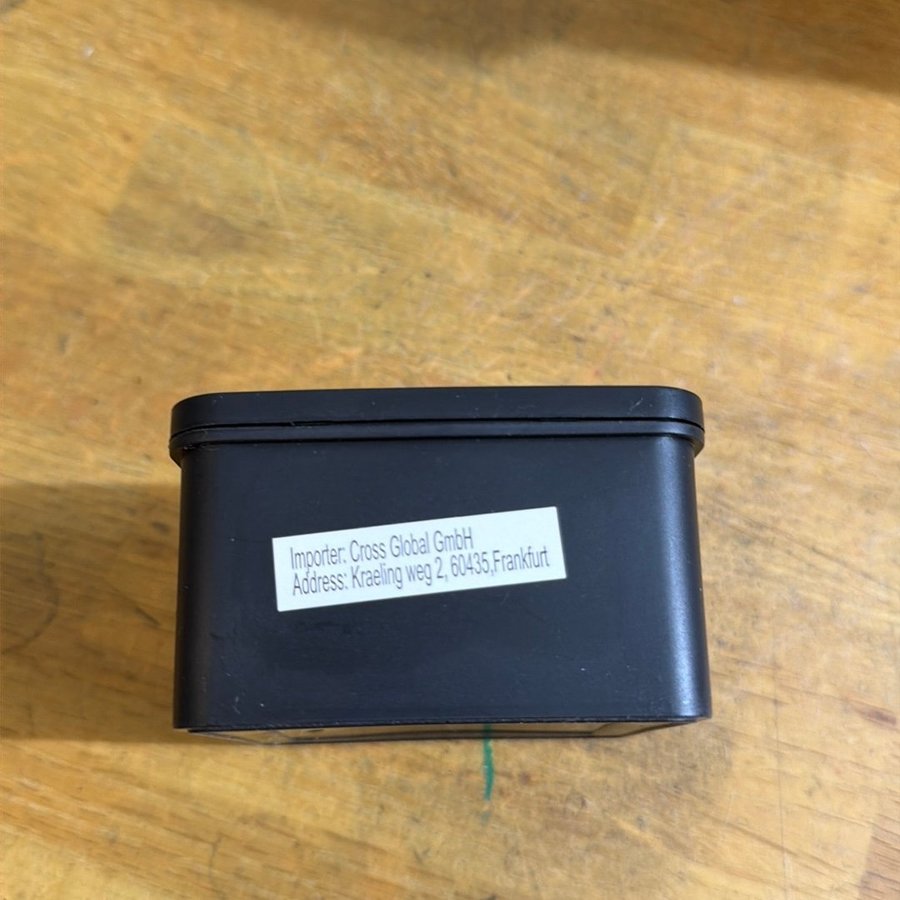 Importer: Cross Global GmbH
Address: Kraeling weg 2, 60435,Frankfurt